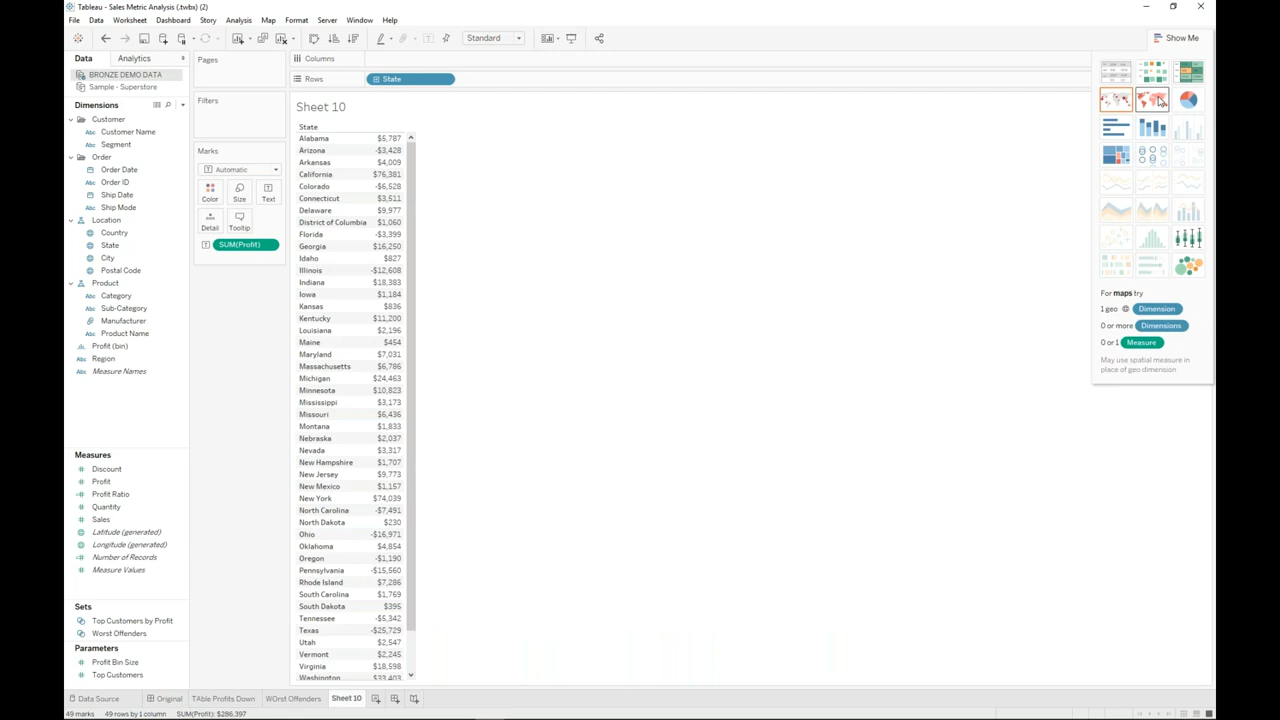 Tableau - Sales Metric Analysis (.twbx) (2)
File Data Worksheet Dashboard Story Analysis Map Format Server Window Help
Standard
Show Me
Data Analytics
BRONZE DEMO DATA
Sample - Superstore
Dimensions
Customer
Customer Name
Segment
Order
Order Date
Order ID
Ship Date
Ship Mode
Location
Country
State
City
Postal Code
Product
Category
Sub-Category
Manufacturer
Product Name
Profit (bin)
Region
Measure Names
Measures
Discount
Profit
Profit Ratio
Quantity
Sales
Latitude (generated)
Longitude (generated)
Number of Records
Measure Values
Sets
Top Customers by Profit
Worst Offenders
Parameters
Profit Bin Size
Top Customers
Pages
Filters
Marks
Automatic
Color Size Text
Detail Tooltip
SUM(Profit)
Columns
Rows State
Sheet 10
State
Alabama $5,787
Arizona -$3,428
Arkansas $4,009
California $76,381
Colorado -$6,528
Connecticut $3,511
Delaware $9,977
District of Columbia $1,060
Florida -$3,399
Georgia $16,250
Idaho $827
Illinois -$12,608
Indiana $18,383
Iowa $1,184
Kansas $836
Kentucky $11,200
Louisiana $2,196
Maine $454
Maryland $7,031
Massachusetts $6,786
Michigan $24,463
Minnesota $10,823
Mississippi $3,173
Missouri $6,436
Montana $1,833
Nebraska $2,037
Nevada $3,317
New Hampshire $1,707
New Jersey $9,773
New Mexico $1,157
New York $74,039
North Carolina -$7,491
North Dakota $230
Ohio -$16,971
Oklahoma $4,854
Oregon -$1,190
Pennsylvania -$15,560
Rhode Island $7,286
South Carolina $1,769
South Dakota $395
Tennessee -$5,342
Texas -$25,729
Utah $2,547
Vermont $2,245
Virginia $18,598
Washington $33,403
For maps try
1 geo Dimension
0 or more Dimensions
0 or 1 Measure
May use spatial measure in
place of geo dimension
Data Source Original TAble Profits Down WOrst Offenders Sheet 10
49 marks 49 rows by 1 column SUM(Profit): $286,397